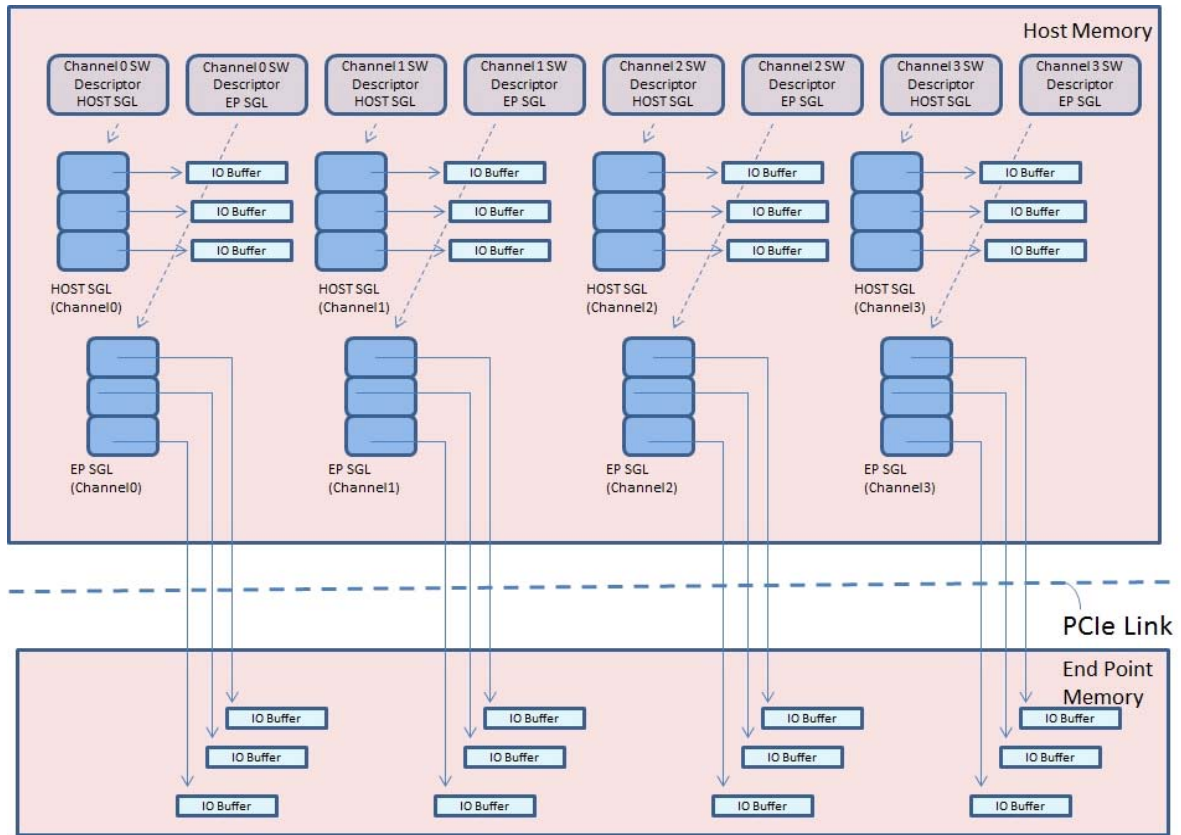 Host Memory
Channel 0 SW
Descriptor
HOST SGL
Channel 0 SW
Descriptor
EP SGL
Channel 1 SW
Descriptor
HOST SGL
Channel 1 SW
Descriptor
EP SGL
Channel 2 SW
Descriptor
HOST SGL
Channel 2 SW
Descriptor
EP SGL
Channel 3 SW
Descriptor
HOST SGL
Channel 3 SW
Descriptor
EP SGL
IO Buffer
IO Buffer
IO Buffer
IO Buffer
IO Buffer
IO Buffer
IO Buffer
IO Buffer
IO Buffer
IO Buffer
IO Buffer
IO Buffer
HOST SGL
(Channel0)
HOST SGL
(Channel1)
HOST SGL
(Channel2)
HOST SGL
(Channel3)
EP SGL
(Channel0)
EP SGL
(Channel1)
EP SGL
(Channel2)
EP SGL
(Channel3)
PCIe Link
End Point
Memory
IO Buffer
IO Buffer
IO Buffer
IO Buffer
IO Buffer
IO Buffer
IO Buffer
IO Buffer
IO Buffer
IO Buffer
IO Buffer
IO Buffer